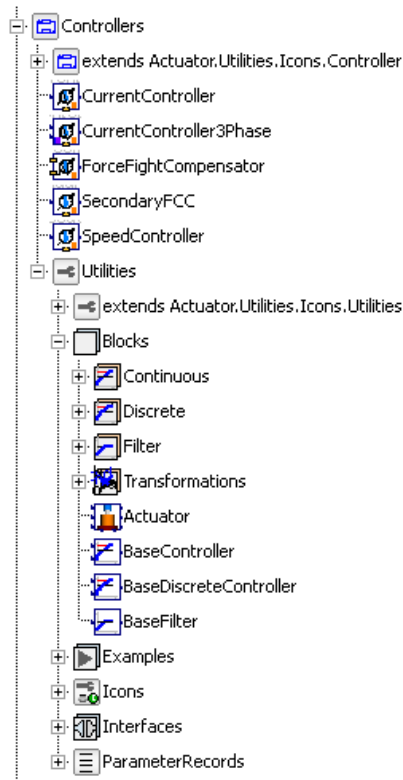 Controllers
extends Actuator.Utilities.Icons.Controller
CurrentController
CurrentController3Phase
ForceFightCompensator
SecondaryFCC
SpeedController
Utilities
extends Actuator.Utilities.Icons.Utilities
Blocks
Continuous
Discrete
Filter
Transformations
Actuator
BaseController
BaseDiscreteController
BaseFilter
Examples
Icons
Interfaces
ParameterRecords